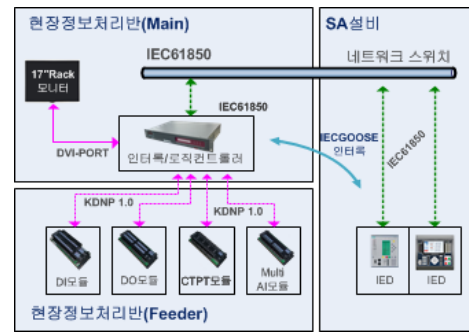 현장정보처리반(Main)
SA설비
IEC61850
네트워크 스위치
17"Rack
모니터
IEC61850
DVI-PORT
인터록/로직컨트롤러
IECGOOSE
인터록
IEC61850
KDNP 1.0
KDNP 1.0
DI모듈
DO모듈
CTPT모듈
Multi
AI모듈
IED
IED
현장정보처리반(Feeder)